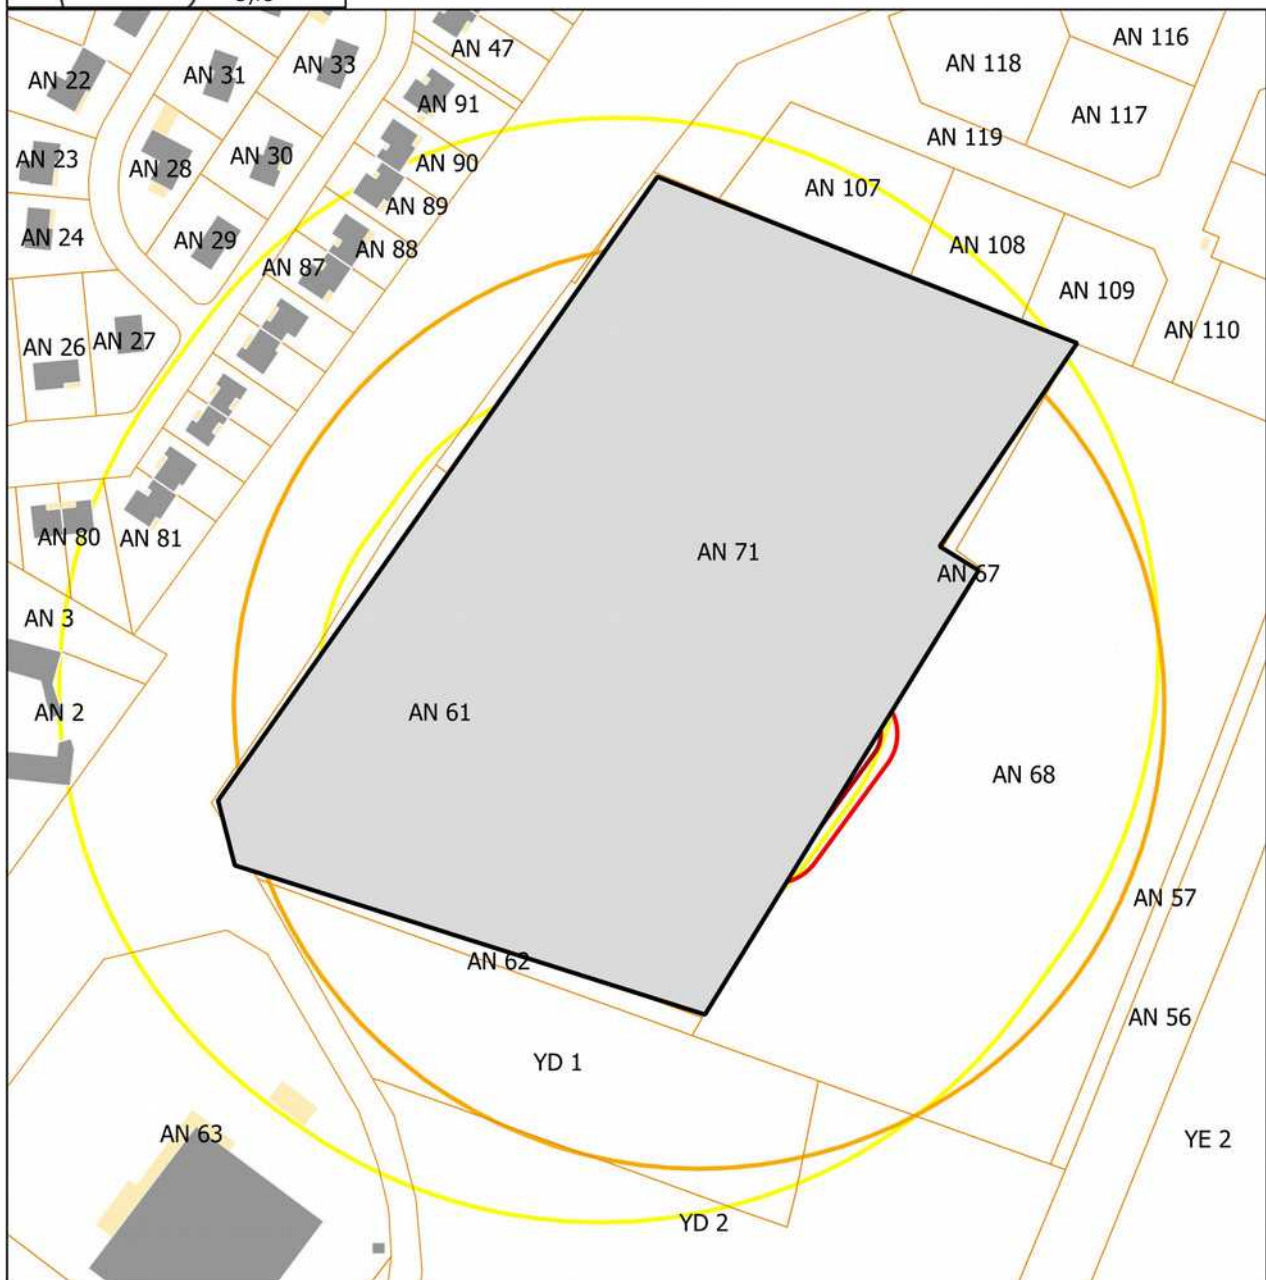 AN 47
AN 116
AN 118
AN 33
AN 31
AN 22
AN 91
AN 117
AN 119
AN 30
AN 23
AN 28
AN 90
AN 107
AN 89
AN 24
AN 29
AN 88
AN 108
AN 87
AN 109
AN 110
AN 27
AN 26
AN 80
AN 81
AN 71
AN 67
AN 3
AN 2
AN 61
AN 68
AN 57
AN 62
AN 56
YD 1
AN 63
YE 2
YD 2